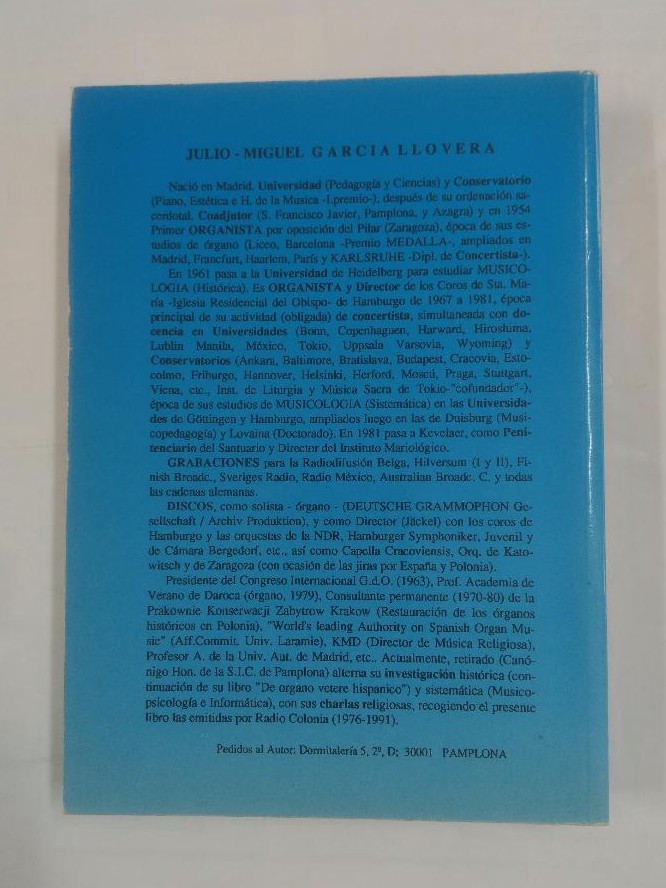 JULIO - MIGUEL GARCIA LLOVERA
Nació en Madrid. Universidad (Pedagogía y Ciencias) y Conservatorio
(Piano, Estética e H. de la Musica -I.premio-), después de su ordenación sa-
cerdotal. Coadjutor (S. Francisco Javier, Pamplona, y Azagra) y en 1954
Primer ORGANISTA por oposición del Pilar (Zaragoza), época de sus es-
tudios de órgano (Liceo, Barcelona -Premio MEDALLA-, ampliados en
Madrid, Francfurt, Haarlem, París y KARLSRUHE -Dipl. de Concertista-).
En 1961 pasa a la Universidad de Heidelberg para estudiar MUSICO-
LOGIA (Histórica). Es ORGANISTA y Director de los Coros de Sta. Ma-
ría -Iglesia Residencial del Obispo- de Hamburgo de 1967 a 1981, época
principal de su actividad (obligada) de concertista, simultaneada con do-
cencia en Universidades (Bonn, Copenhaguen, Harward, Hiroshima,
Lublin Manila, México, Tokio, Uppsala Varsovia, Wyoming) y
Conservatorios (Ankara, Baltimore, Bratislava, Budapest, Cracovia, Esto-
colmo, Friburgo, Hannover, Helsinki, Herford, Moscú, Praga, Stuttgart,
Viena, etc., Inst. de Liturgia y Música Sacra de Tokio-"cofundador"-),
época de sus estudios de MUSICOLOGIA (Sistemática) en las Universida-
des de Göttingen y Hamburgo, ampliados luego en las de Duisburg (Musi-
copedagogía) y Lovaina (Doctorado). En 1981 pasa a Kevelaer, como Peni-
tenciario del Santuario y Director del Instituto Mariológico.
GRABACIONES para la Radiodifusión Belga, Hilversum (I y II), Fi-
nish Broadc., Sveriges Radio, Radio México, Australian Broadc. C. y todas
las cadenas alemanas.
DISCOS, como solista - órgano - (DEUTSCHE GRAMMOPHON Ge-
sellschaft / Archiv Produktion), y como Director (Jäckel) con los coros de
Hamburgo y las orquestas de la NDR, Hamburger Symphoniker, Juvenil y
de Cámara Bergedorf, etc., así como Capella Cracoviensis, Orq. de Kato-
witsch y de Zaragoza (con ocasión de las jiras por España y Polonia).
Presidente del Congreso Internacional G.d.O. (1963), Prof. Academia de
Verano de Daroca (órgano, 1979), Consultante permanente (1970-80) de la
Prakownie Konserwacji Zabytrow Krakow (Restauración de los órganos
históricos en Polonia), "World's leading Authority on Spanish Organ Mu-
sic" (Aff.Commit. Univ. Laramie), KMD (Director de Música Religiosa),
Profesor A. de la Univ. Aut. de Madrid, etc.. Actualmente, retirado (Canó-
nigo Hon. de la S.I.C. de Pamplona) alterna su investigación histórica (con-
tinuación de su libro "De organo vetere hispanico") y sistemática (Musico-
psicología e Informática), con sus charlas religiosas, recogiendo el presente
libro las emitidas por Radio Colonia (1976-1991).
Pedidos al Autor: Dormitalería 5, 2º, D; 30001 PAMPLONA